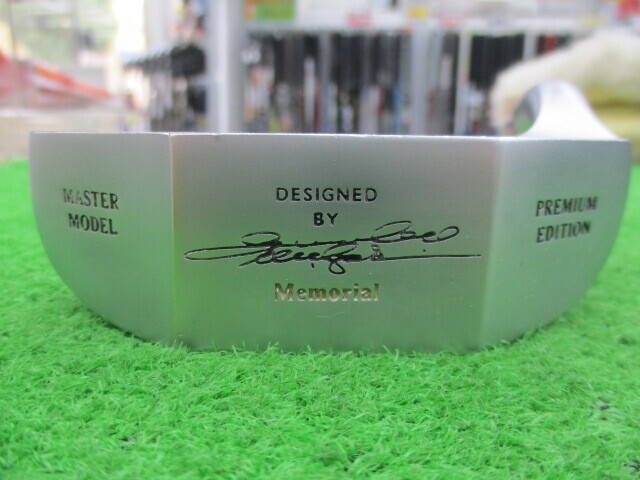 MASTER
MODEL
DESIGNED
BY
Memorial
PREMIUM
EDITION